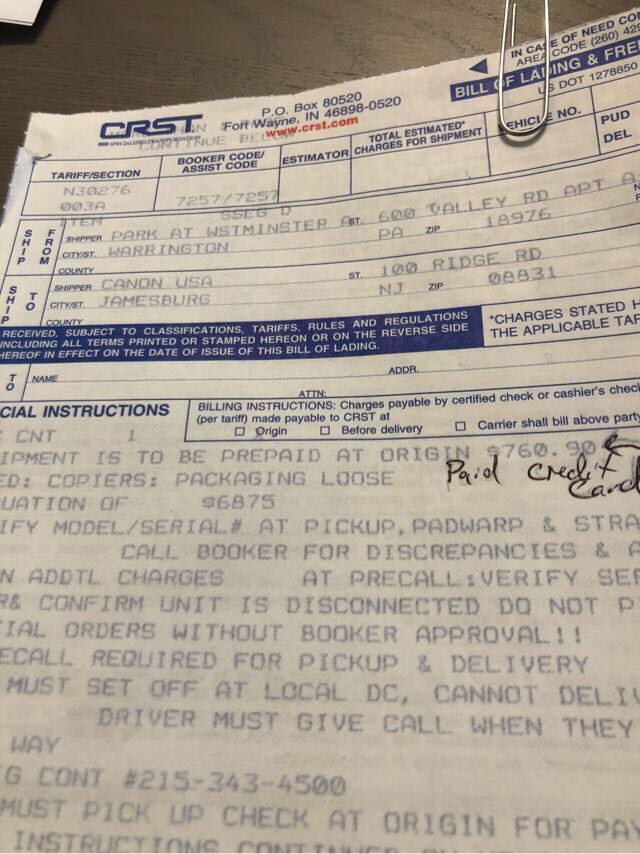 IN CASE OF NEED CO
AREA CODE (260) 42
BILL OF LADING & FRE
US DOT 1278850
CRST
SPECIALIZED TRANSPORTATION
P.O. Box 80520
Fort Wayne, IN 46898-0520
www.crst.com
CONTINUE BELOW
TARIFF/SECTION
BOOKER CODE/
ASSIST CODE
ESTIMATOR
TOTAL ESTIMATED*
CHARGES FOR SHIPMENT
VEHICLE NO.
PUD
DEL
N30276
003A
7257/7257
ITEM
SSEG D
SHIP FROM
SHIPPER PARK AT WSTMINSTER A ST. 600 VALLEY RD APT A
CITY/ST. WARRINGTON PA ZIP 18976
COUNTY
SHIP TO
SHIPPER CANON USA ST. 100 RIDGE RD
CITY/ST. JAMESBURG NJ ZIP 08831
COUNTY
RECEIVED, SUBJECT TO CLASSIFICATIONS, TARIFFS, RULES AND REGULATIONS
INCLUDING ALL TERMS PRINTED OR STAMPED HEREON OR ON THE REVERSE SIDE
HEREOF IN EFFECT ON THE DATE OF ISSUE OF THIS BILL OF LADING.
*CHARGES STATED H
THE APPLICABLE TAR
TO
NAME
ADDR.
ATTN:
CIAL INSTRUCTIONS
BILLING INSTRUCTIONS: Charges payable by certified check or cashier's chec
(per tariff) made payable to CRST at
Origin Before delivery Carrier shall bill above party
CNT 1
IPMENT IS TO BE PREPAID AT ORIGIN $760.90
Paid credit
card
ED: COPIERS: PACKAGING LOOSE
UATION OF $6875
IFY MODEL/SERIAL# AT PICKUP,PADWARP & STRA
CALL BOOKER FOR DISCREPANCIES & A
N ADDTL CHARGES AT PRECALL:VERIFY SER
R& CONFIRM UNIT IS DISCONNECTED DO NOT P
IAL ORDERS WITHOUT BOOKER APPROVAL!!
ECALL REQUIRED FOR PICKUP & DELIVERY
MUST SET OFF AT LOCAL DC, CANNOT DELIV
DRIVER MUST GIVE CALL WHEN THEY
WAY
G CONT #215-343-4500
MUST PICK UP CHECK AT ORIGIN FOR PAY
INSTRUCTIONS CONTINUED